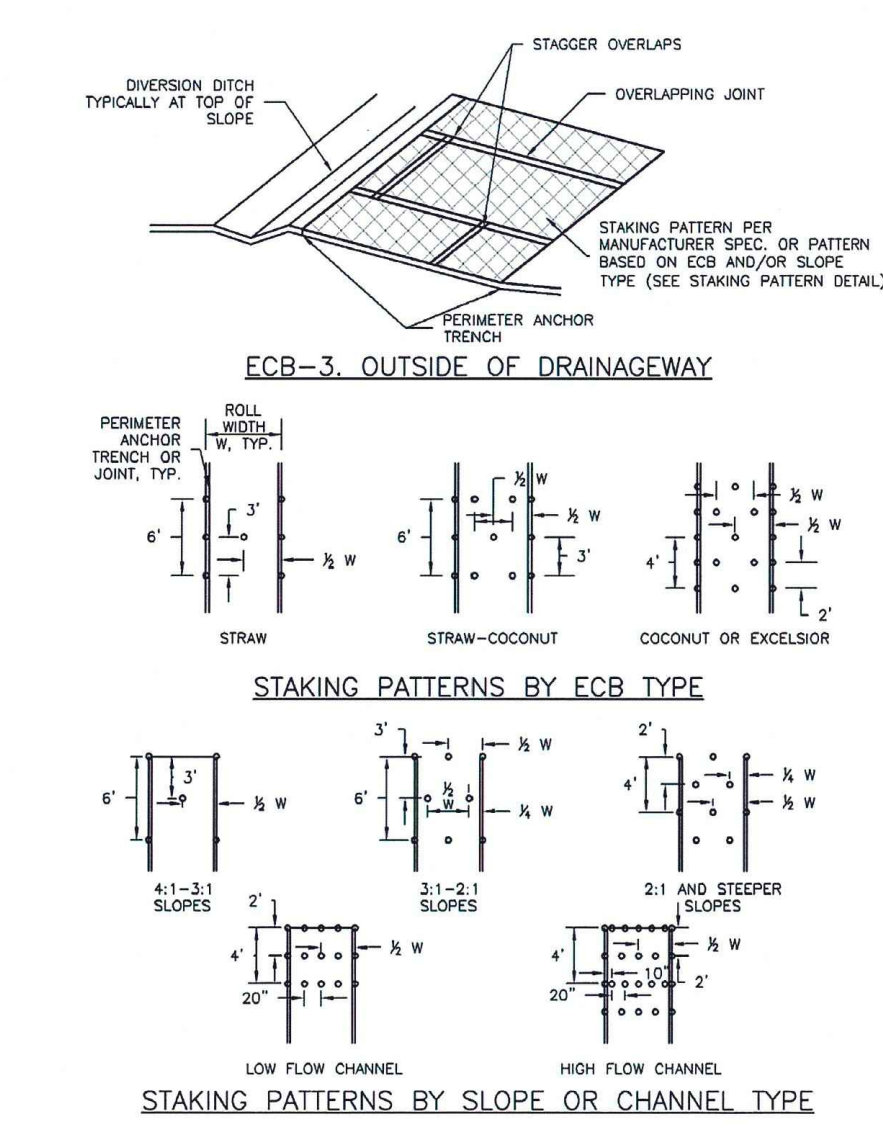 STAGGER OVERLAPS
DIVERSION DITCH
TYPICALLY AT TOP OF
SLOPE
OVERLAPPING JOINT
STAKING PATTERN PER
MANUFACTURER SPEC. OR PATTERN
BASED ON ECB AND/OR SLOPE
TYPE (SEE STAKING PATTERN DETAIL)
PERIMETER ANCHOR
TRENCH
ECB-3. OUTSIDE OF DRAINAGEWAY
PERIMETER
ANCHOR
TRENCH OR
JOINT, TYP.
ROLL
WIDTH
W, TYP.
3'
6'
½ W
STRAW
½ W
½ W
6'
3'
STRAW-COCONUT
½ W
½ W
4'
2'
COCONUT OR EXCELSIOR
STAKING PATTERNS BY ECB TYPE
3'
6'
½ W
4:1-3:1
SLOPES
3'
½ W
6'
½
W
¼ W
3:1-2:1
SLOPES
2'
4'
¼ W
½ W
2:1 AND STEEPER
SLOPES
2'
4'
½ W
20"
LOW FLOW CHANNEL
4'
½ W
10"
2'
20"
HIGH FLOW CHANNEL
STAKING PATTERNS BY SLOPE OR CHANNEL TYPE